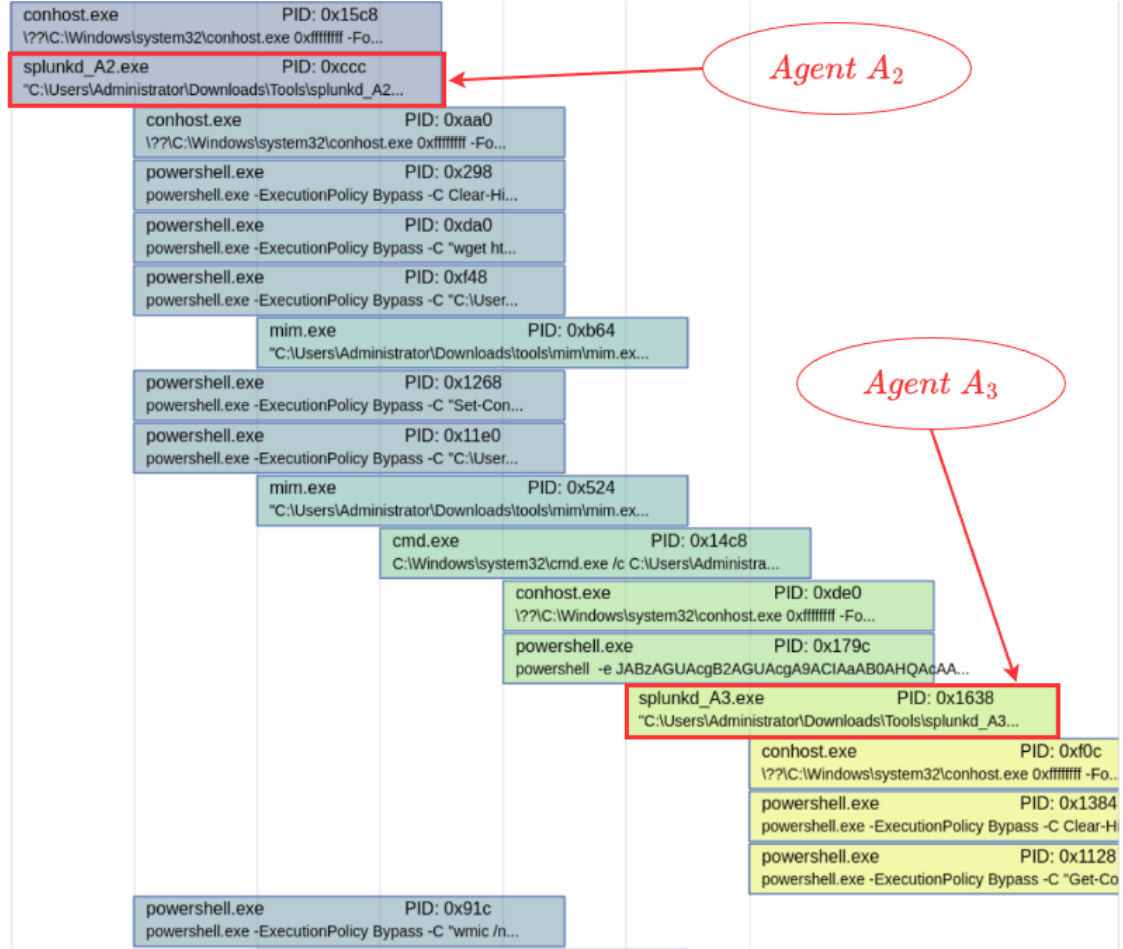 conhost.exe PID: 0x15c8
\??\C:\Windows\system32\conhost.exe 0xffffffff -Fo...
splunkd_A2.exe PID: 0xccc
"C:\Users\Administrator\Downloads\Tools\splunkd_A2...
Agent A₂
conhost.exe PID: 0xaa0
\??\C:\Windows\system32\conhost.exe 0xffffffff -Fo...
powershell.exe PID: 0x298
powershell.exe -ExecutionPolicy Bypass -C Clear-Hi...
powershell.exe PID: 0xda0
powershell.exe -ExecutionPolicy Bypass -C "wget ht...
powershell.exe PID: 0xf48
powershell.exe -ExecutionPolicy Bypass -C "C:\User...
mim.exe PID: 0xb64
"C:\Users\Administrator\Downloads\tools\mim\mim.ex...
powershell.exe PID: 0x1268
powershell.exe -ExecutionPolicy Bypass -C "Set-Con...
Agent A₃
powershell.exe PID: 0x11e0
powershell.exe -ExecutionPolicy Bypass -C "C:\User...
mim.exe PID: 0x524
"C:\Users\Administrator\Downloads\tools\mim\mim.ex...
cmd.exe PID: 0x14c8
C:\Windows\system32\cmd.exe /c C:\Users\Administra...
conhost.exe PID: 0xde0
\??\C:\Windows\system32\conhost.exe 0xffffffff -Fo...
powershell.exe PID: 0x179c
powershell -e JABzAGUAcgB2AGUAcgA9ACIAaAB0AHQAcAA...
splunkd_A3.exe PID: 0x1638
"C:\Users\Administrator\Downloads\Tools\splunkd_A3...
conhost.exe PID: 0xf0c
\??\C:\Windows\system32\conhost.exe 0xffffffff -Fo..
powershell.exe PID: 0x1384
powershell.exe -ExecutionPolicy Bypass -C Clear-Hi
powershell.exe PID: 0x1128
powershell.exe -ExecutionPolicy Bypass -C "Get-Co
powershell.exe PID: 0x91c
powershell.exe -ExecutionPolicy Bypass -C "wmic /n...